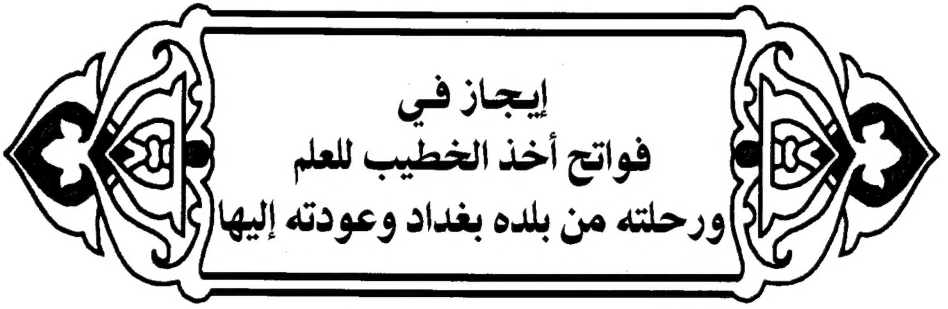 إيجاز في
فواتح أخذ الخطيب للعلم
ورحلته من بلده بغداد وعودته إليها